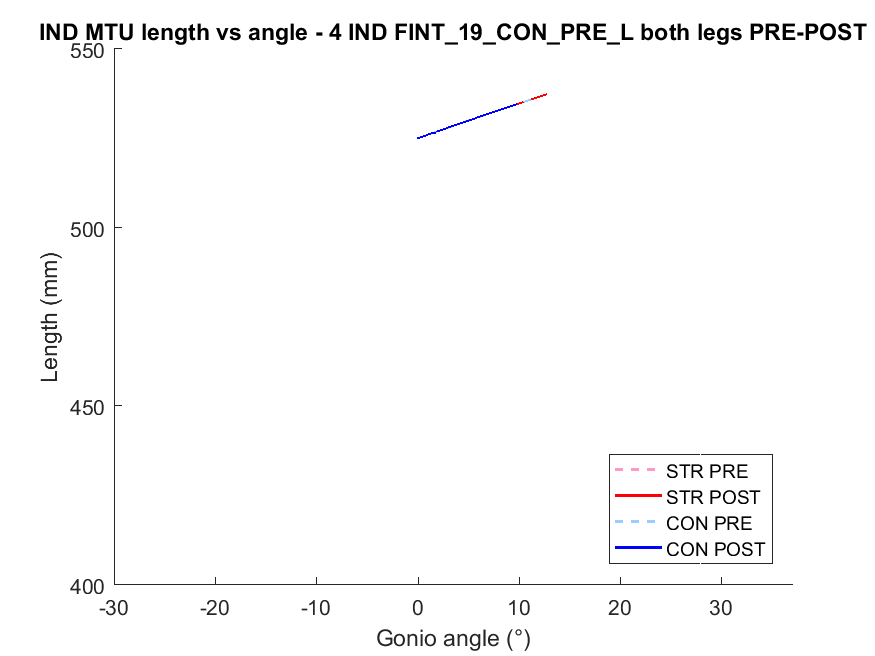 IND MTU length vs angle - 4 IND FINT_19_CON_PRE_L both legs PRE-POST
550
500
450
400
Length (mm)
-30 -20 -10 0 10 20 30
Gonio angle (°)
STR PRE
STR POST
CON PRE
CON POST